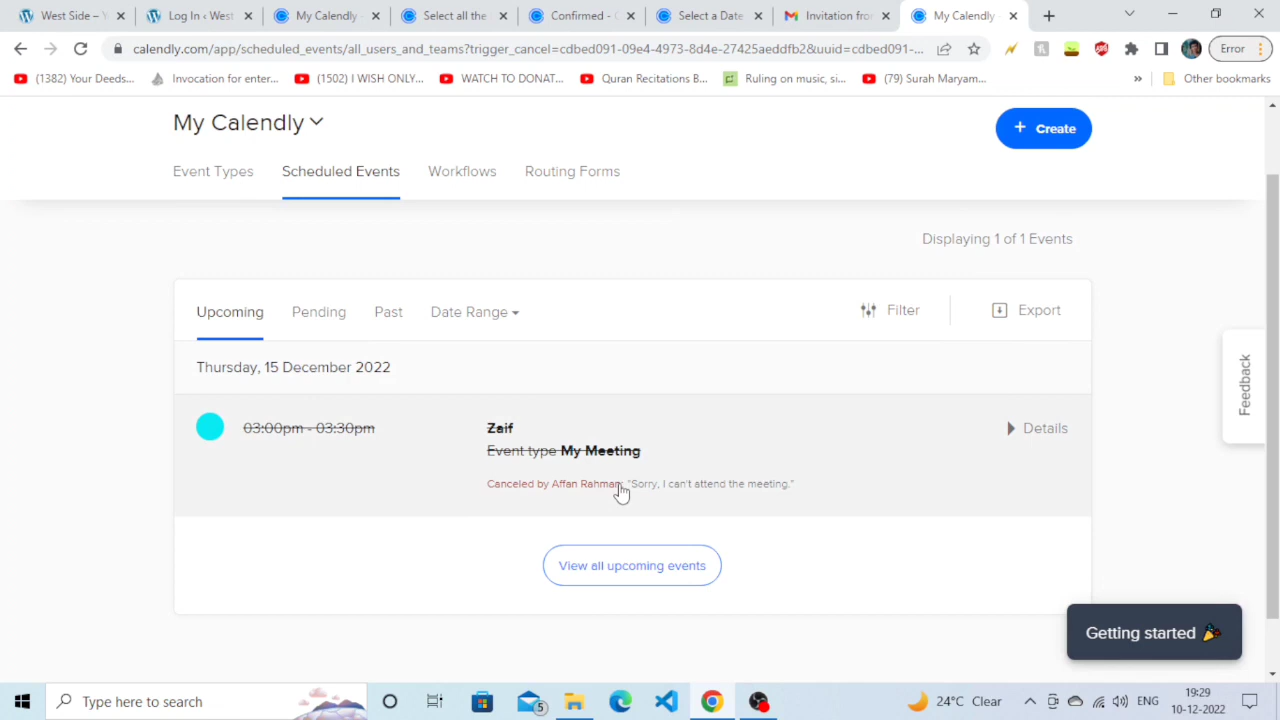 West Side – Y
Log In ‹ West
My Calendly
Select all the
Confirmed - C
Select a Date
Invitation fror
My Calendly
calendly.com/app/scheduled_events/all_users_and_teams?trigger_cancel=cdbed091-09e4-4973-8d4e-27425aeddfb2&uuid=cdbed091-...
Error
(1382) Your Deeds...
Invocation for enter...
(1502) I WISH ONLY...
WATCH TO DONAT...
Quran Recitations B...
Ruling on music, si...
(79) Surah Maryam...
»
Other bookmarks
My Calendly
+ Create
Event Types
Scheduled Events
Workflows
Routing Forms
Displaying 1 of 1 Events
Upcoming
Pending
Past
Date Range
Filter
Export
Thursday, 15 December 2022
03:00pm - 03:30pm
Zaif
Details
Event type My Meeting
Canceled by Affan Rahman: "Sorry, I can't attend the meeting."
View all upcoming events
Feedback
Getting started
Type here to search
5
24°C Clear
ENG
19:29
10-12-2022